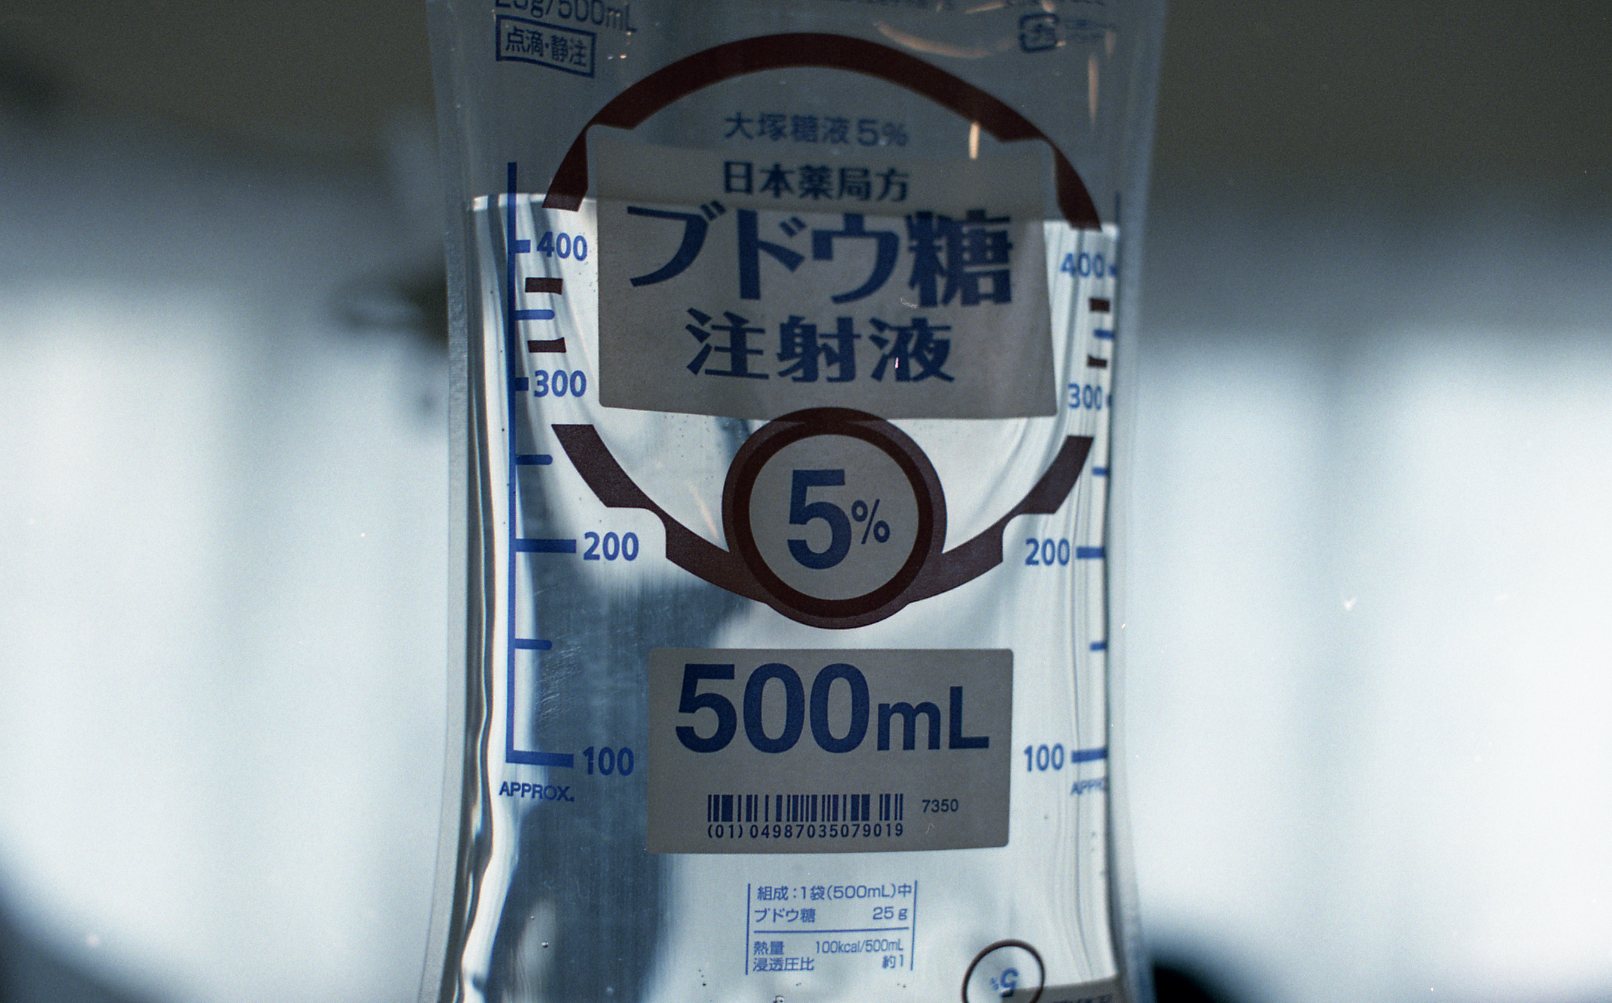 25g/500mL
点滴・静注
大塚糖液5%
日本薬局方
ブドウ糖
注射液
400
400
300
300
5%
200
200
500mL
100
100
APPROX.
7350
(01)04987035079019
組成：1袋(500mL)中
ブドウ糖 25g
熱量 100kcal/500mL
浸透圧比 約1
5%